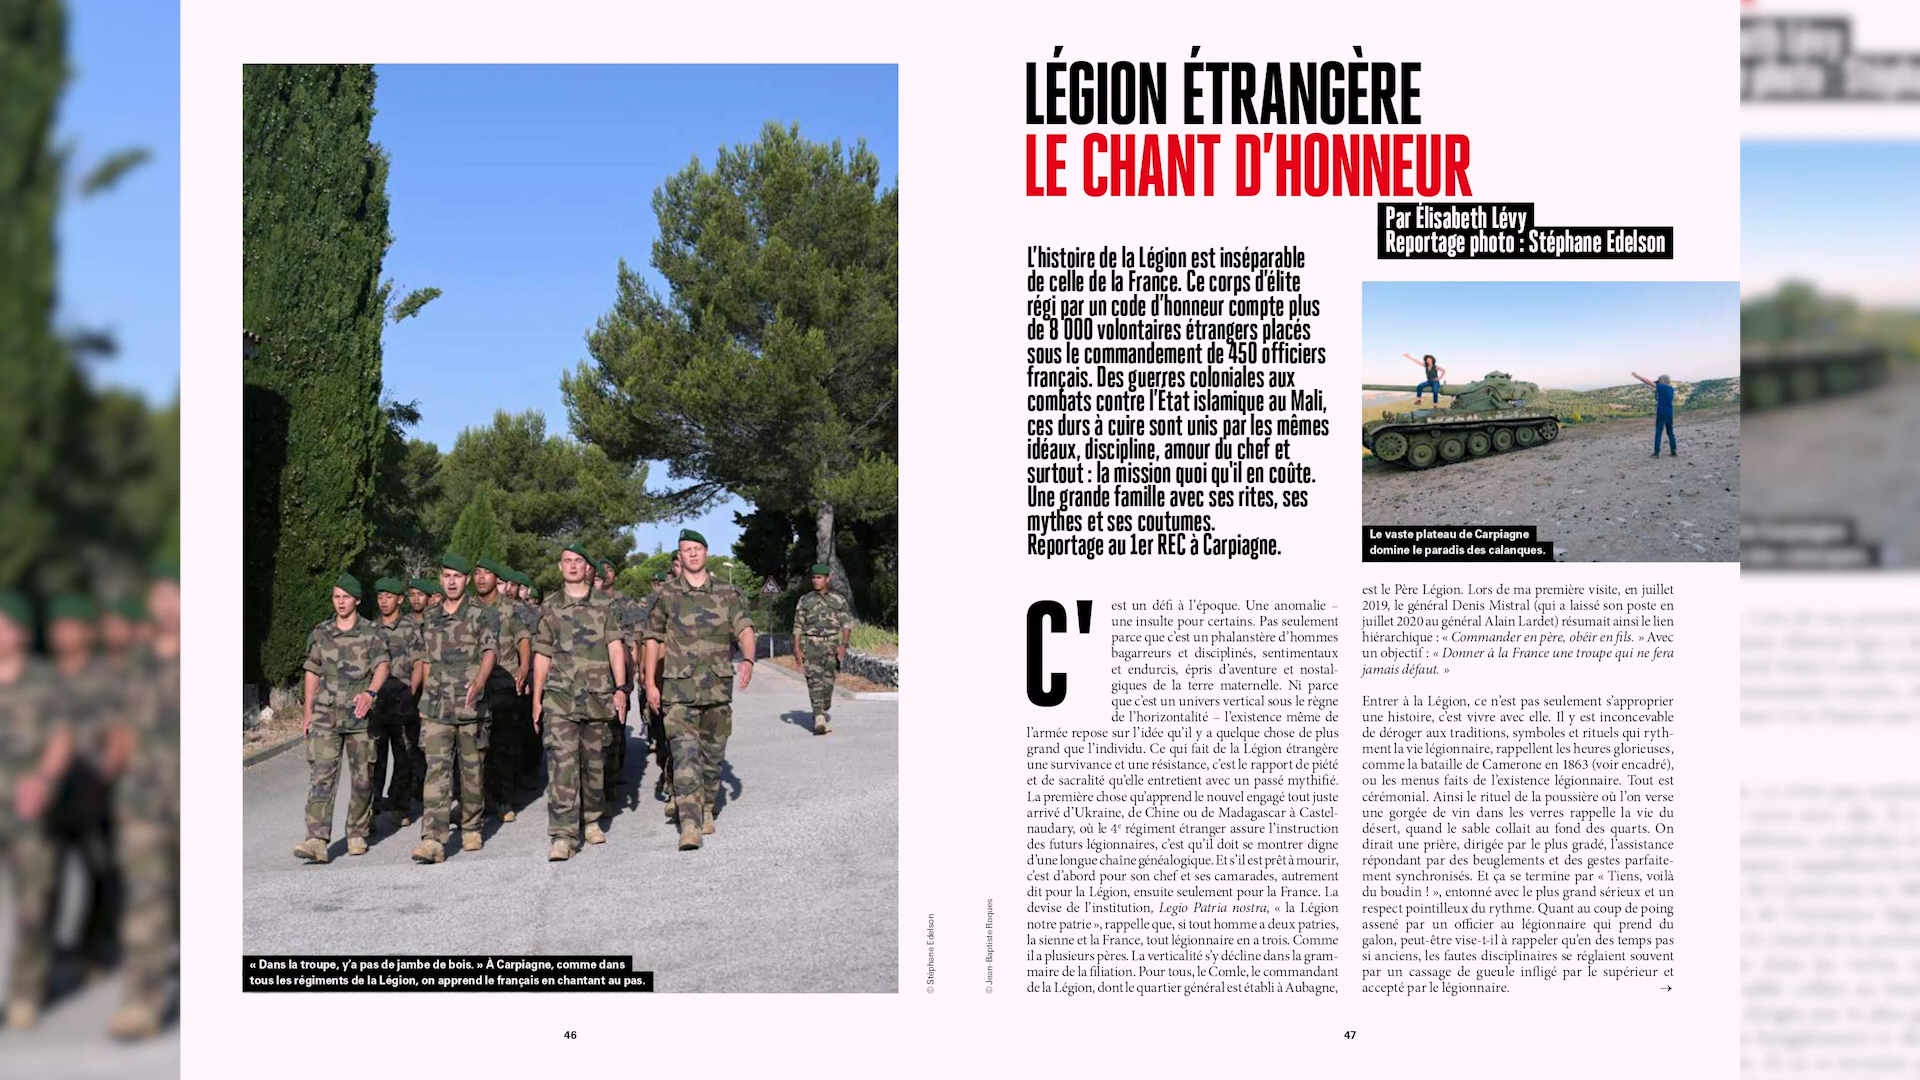 « Dans la troupe, y'a pas de jambe de bois. » À Carpiagne, comme dans
tous les régiments de la Légion, on apprend le français en chantant au pas.
© Stéphane Edelson
46
LÉGION ÉTRANGÈRE
LE CHANT D'HONNEUR
Par Élisabeth Lévy
Reportage photo : Stéphane Edelson
L'histoire de la Légion est inséparable
de celle de la France. Ce corps d'élite
régi par un code d'honneur compte plus
de 8 000 volontaires étrangers placés
sous le commandement de 450 officiers
français. Des guerres coloniales aux
combats contre l'État islamique au Mali,
ces durs à cuire sont unis par les mêmes
idéaux, discipline, amour du chef et
surtout : la mission quoi qu'il en coûte.
Une grande famille avec ses rites, ses
mythes et ses coutumes.
Reportage au 1er REC à Carpiagne.
© Jean-Baptiste Roques
C'
est un défi à l'époque. Une anomalie –
une insulte pour certains. Pas seulement
parce que c'est un phalanstère d'hommes
bagarreurs et disciplinés, sentimentaux
et endurcis, épris d'aventure et nostal-
giques de la terre maternelle. Ni parce
que c'est un univers vertical sous le règne
de l'horizontalité – l'existence même de
l'armée repose sur l'idée qu'il y a quelque chose de plus
grand que l'individu. Ce qui fait de la Légion étrangère
une survivance et une résistance, c'est le rapport de piété
et de sacralité qu'elle entretient avec un passé mythifié.
La première chose qu'apprend le nouvel engagé tout juste
arrivé d'Ukraine, de Chine ou de Madagascar à Castel-
naudary, où le 4e régiment étranger assure l'instruction
des futurs légionnaires, c'est qu'il doit se montrer digne
d'une longue chaîne généalogique. Et s'il est prêt à mourir,
c'est d'abord pour son chef et ses camarades, autrement
dit pour la Légion, ensuite seulement pour la France. La
devise de l'institution, Legio Patria nostra, « la Légion
notre patrie », rappelle que, si tout homme a deux patries,
la sienne et la France, tout légionnaire en a trois. Comme
il a plusieurs pères. La verticalité s'y décline dans la gram-
maire de la filiation. Pour tous, le Comle, le commandant
de la Légion, dont le quartier général est établi à Aubagne,
Le vaste plateau de Carpiagne
domine le paradis des calanques.
est le Père Légion. Lors de ma première visite, en juillet
2019, le général Denis Mistral (qui a laissé son poste en
juillet 2020 au général Alain Lardet) résumait ainsi le lien
hiérarchique : « Commander en père, obéir en fils. » Avec
un objectif : « Donner à la France une troupe qui ne fera
jamais défaut. »
Entrer à la Légion, ce n'est pas seulement s'approprier
une histoire, c'est vivre avec elle. Il y est inconcevable
de déroger aux traditions, symboles et rituels qui ryth-
ment la vie légionnaire, rappellent les heures glorieuses,
comme la bataille de Camerone en 1863 (voir encadré),
ou les menus faits de l'existence légionnaire. Tout est
cérémonial. Ainsi le rituel de la poussière où l'on verse
une gorgée de vin dans les verres rappelle la vie du
désert, quand le sable collait au fond des quarts. On
dirait une prière, dirigée par le plus gradé, l'assistance
répondant par des beuglements et des gestes parfaite-
ment synchronisés. Et ça se termine par « Tiens, voilà
du boudin ! », entonné avec le plus grand sérieux et un
respect pointilleux du rythme. Quant au coup de poing
assené par un officier au légionnaire qui prend du
galon, peut-être vise-t-il à rappeler qu'en des temps pas
si anciens, les fautes disciplinaires se réglaient souvent
par un cassage de gueule infligé par le supérieur et
accepté par le légionnaire. →
47